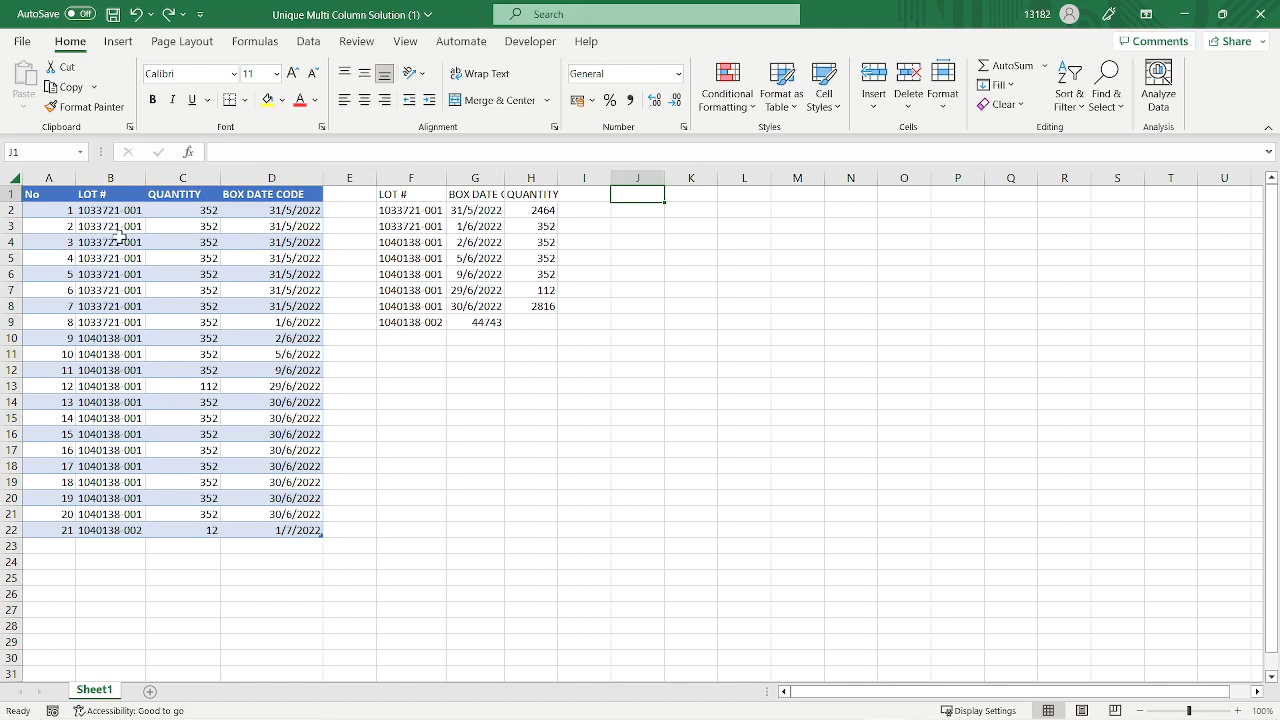 AutoSave Off Unique Multi Column Solution (1) Search 13182
File Home Insert Page Layout Formulas Data Review View Automate Developer Help Comments Share
Paste Cut Copy Format Painter Clipboard
Calibri 11 B I U A Font
Wrap Text Merge & Center Alignment
General % Number
Conditional Formatting Format as Table Cell Styles Styles
Insert Delete Format Cells
AutoSum Fill Clear Sort & Filter Find & Select Editing
Analyze Data Analysis
J1 fx
A B C D E F G H I J K L M N O P Q R S T U
1 No LOT # QUANTITY BOX DATE CODE LOT # BOX DATE C QUANTITY
2 1 1033721-001 352 31/5/2022 1033721-001 31/5/2022 2464
3 2 1033721-001 352 31/5/2022 1033721-001 1/6/2022 352
4 3 1033721-001 352 31/5/2022 1040138-001 2/6/2022 352
5 4 1033721-001 352 31/5/2022 1040138-001 5/6/2022 352
6 5 1033721-001 352 31/5/2022 1040138-001 9/6/2022 352
7 6 1033721-001 352 31/5/2022 1040138-001 29/6/2022 112
8 7 1033721-001 352 31/5/2022 1040138-001 30/6/2022 2816
9 8 1033721-001 352 1/6/2022 1040138-002 44743
10 9 1040138-001 352 2/6/2022
11 10 1040138-001 352 5/6/2022
12 11 1040138-001 352 9/6/2022
13 12 1040138-001 112 29/6/2022
14 13 1040138-001 352 30/6/2022
15 14 1040138-001 352 30/6/2022
16 15 1040138-001 352 30/6/2022
17 16 1040138-001 352 30/6/2022
18 17 1040138-001 352 30/6/2022
19 18 1040138-001 352 30/6/2022
20 19 1040138-001 352 30/6/2022
21 20 1040138-001 352 30/6/2022
22 21 1040138-002 12 1/7/2022
23
24
25
26
27
28
29
30
31
Sheet1
Ready Accessibility: Good to go Display Settings 100%